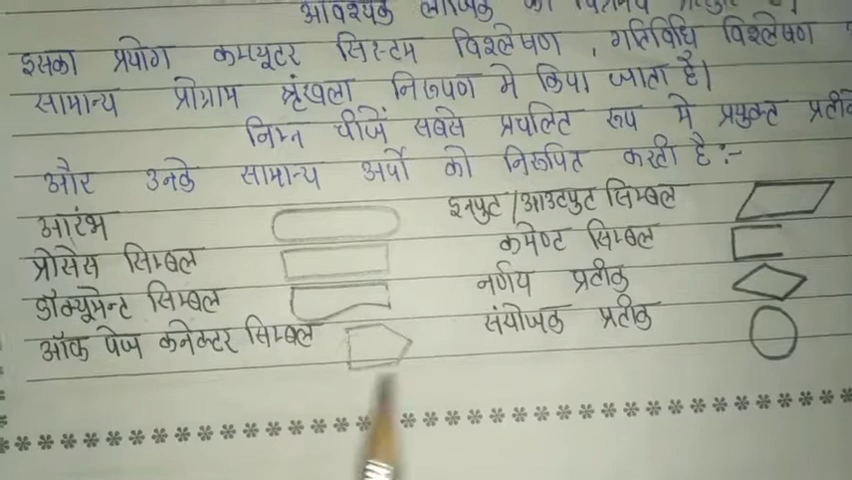 आवश्यक लॉजिक का
इसका प्रयोग कम्प्यूटर सिस्टम विश्लेषण , गतिविधि विश्लेषण
सामान्य प्रोग्राम श्रृंखला निरूपण मे किया जाता है।
निम्न चीजें सबसे प्रचलित रूप मे प्रयुक्त
और उनके सामान्य अर्थो को निरूपित करती है :-
आरंभ
इनपुट /आउटपुट सिम्बल
प्रोसेस सिम्बल
कमेण्ट सिम्बल
डॉक्यूमेन्ट सिम्बल
नर्णय प्रतीक
ऑफ पेज कनेक्टर सिम्बल
संयोजक प्रतीक